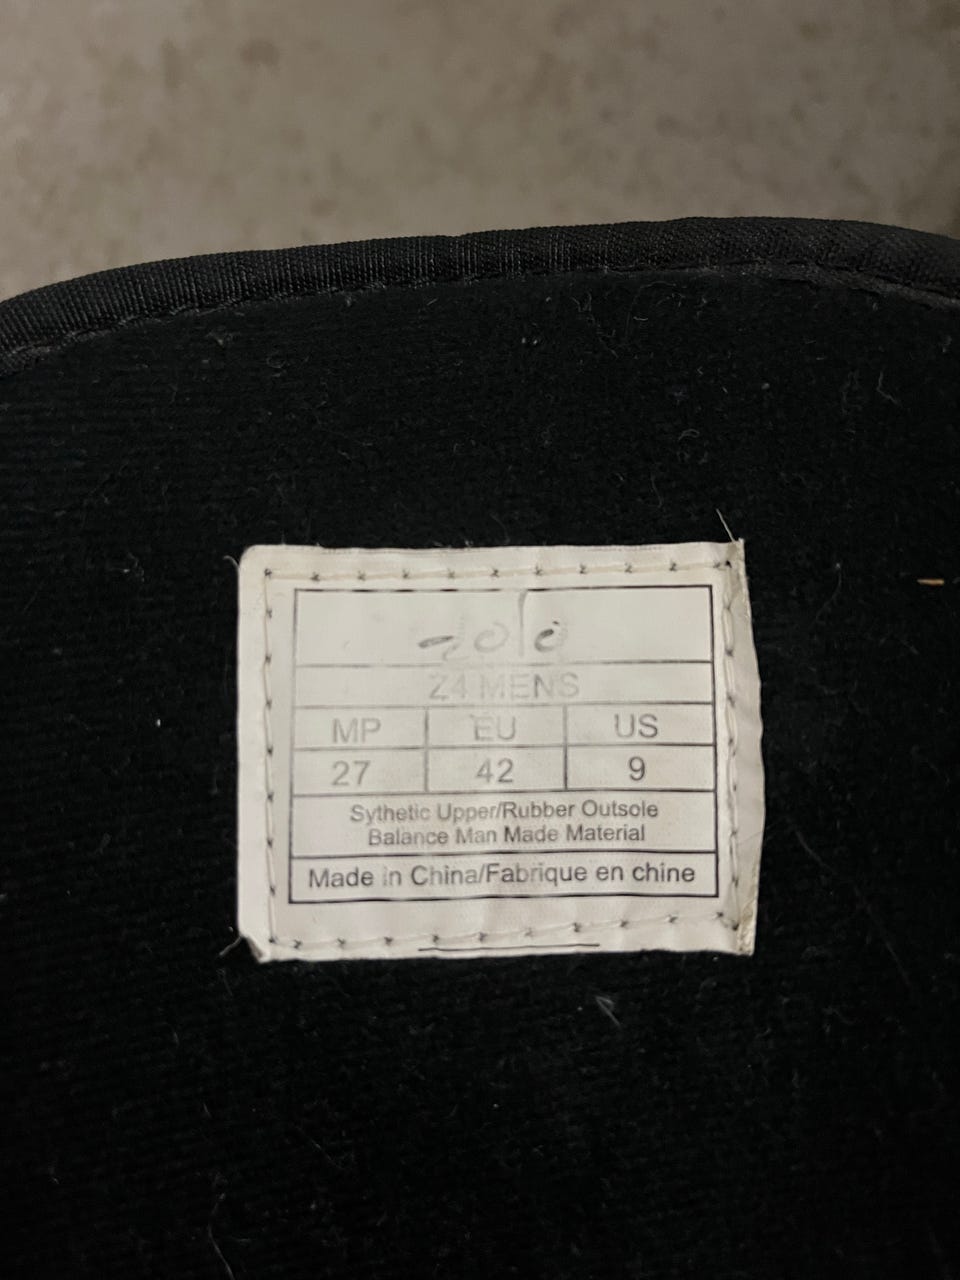 Z4 MENS
MP EU US
27 42 9
Sythetic Upper/Rubber Outsole
Balance Man Made Material
Made in China/Fabrique en chine